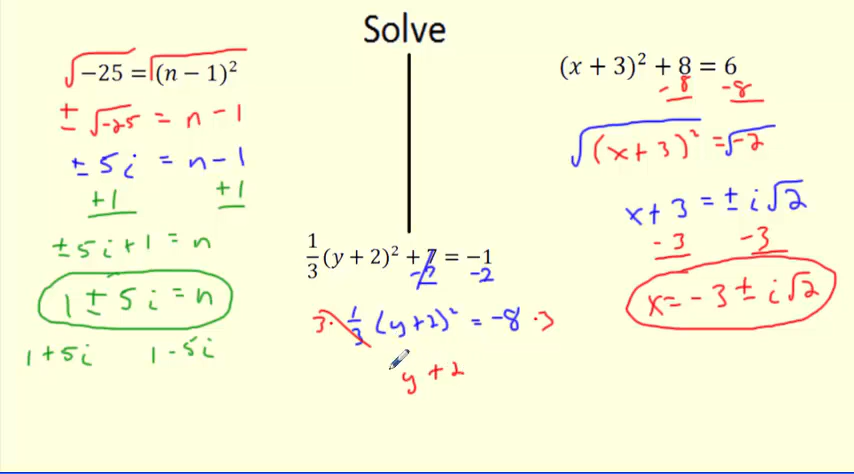 Solve
√−25 = √(n − 1)²
± √-25 = n - 1
± 5i = n - 1
+1 +1
±5i+1 = n
1 ± 5i = n
1+5i 1-5i
1/3(y + 2)² + 7 = −1
-7 -7
3· 1/3 (y+2)² = -8 ·3
y + 2
(x + 3)² + 8 = 6
-8 -8
√(x+3)² = √-2
x+3 = ± i√2
-3 -3
x = -3 ± i√2